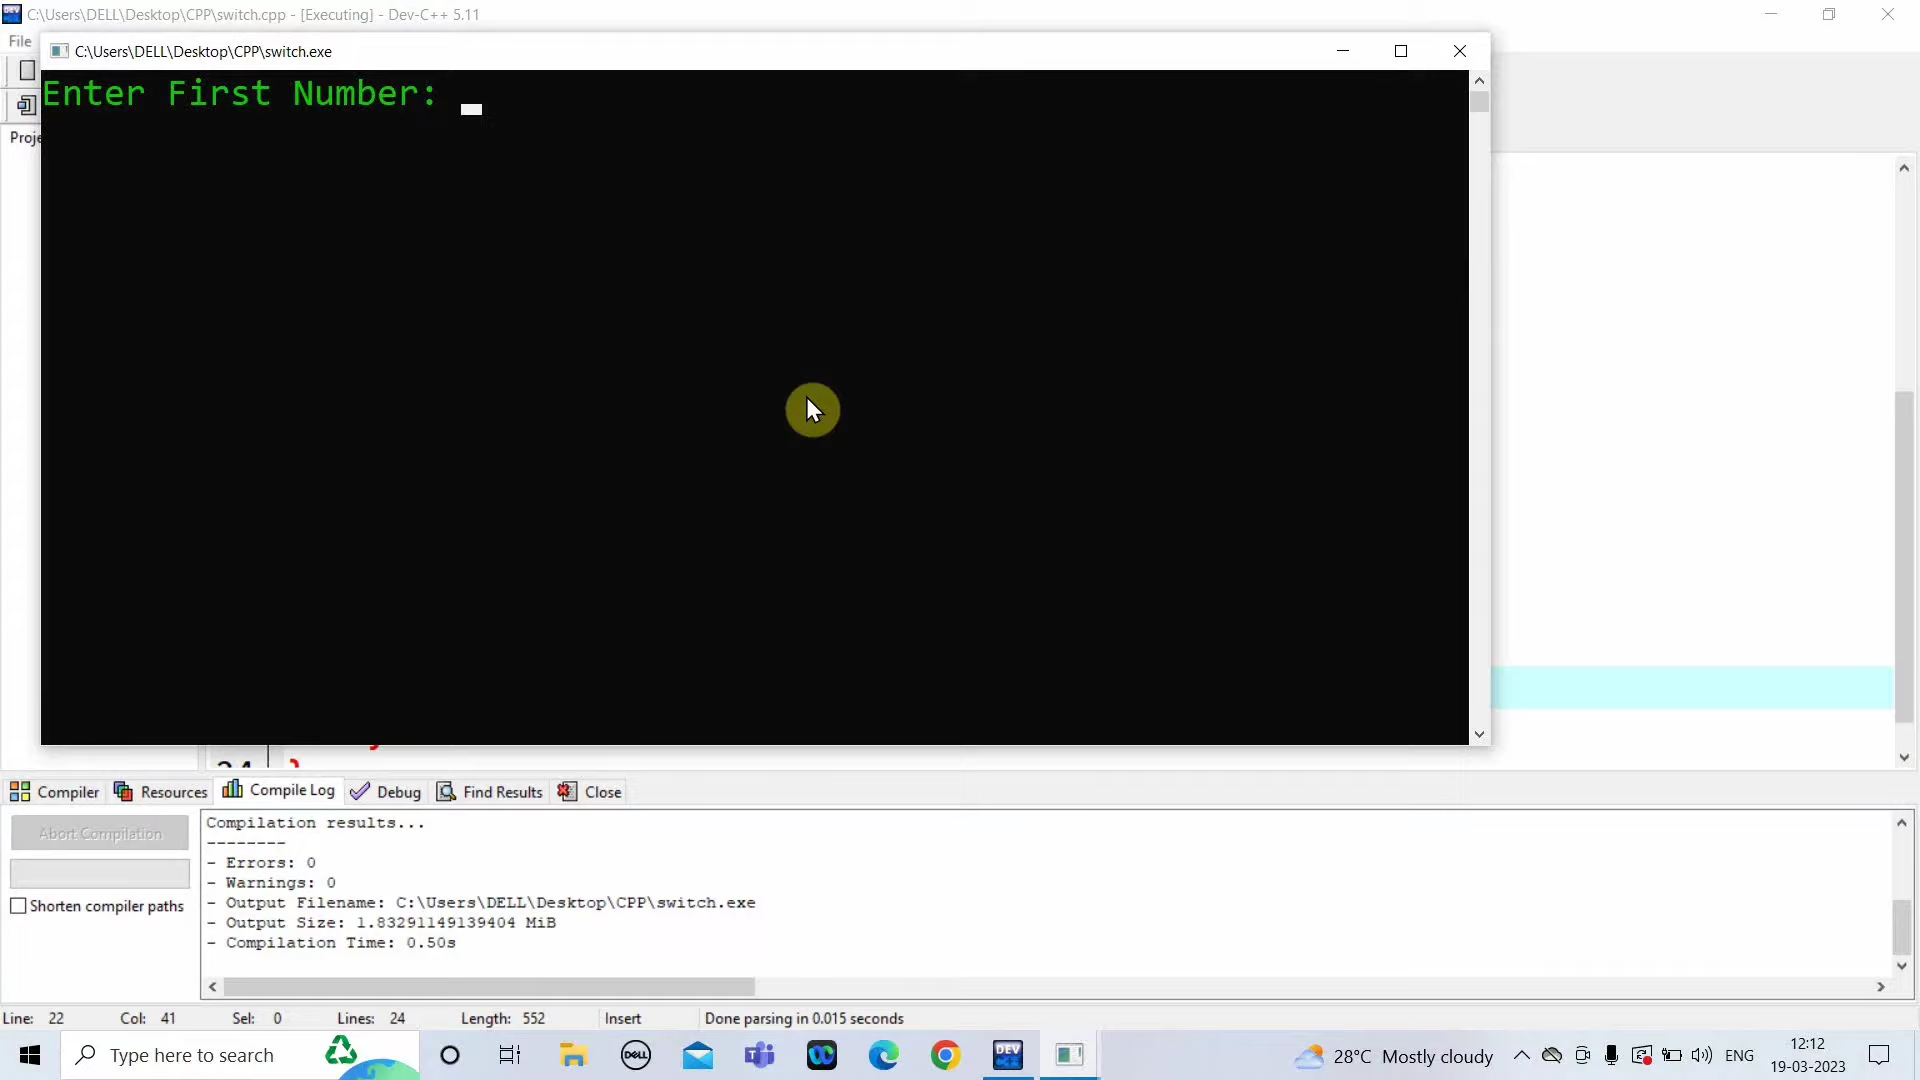 C:\Users\DELL\Desktop\CPP\switch.cpp - [Executing] - Dev-C++ 5.11
File
C:\Users\DELL\Desktop\CPP\switch.exe
Enter First Number:
Proje
24 }
Compiler Resources Compile Log Debug Find Results Close
Abort Compilation
Shorten compiler paths
Compilation results...
--------
- Errors: 0
- Warnings: 0
- Output Filename: C:\Users\DELL\Desktop\CPP\switch.exe
- Output Size: 1.83291149139404 MiB
- Compilation Time: 0.50s
Line: 22 Col: 41 Sel: 0 Lines: 24 Length: 552 Insert Done parsing in 0.015 seconds
Type here to search
DELL
DEV
28°C Mostly cloudy
ENG
12:12
19-03-2023